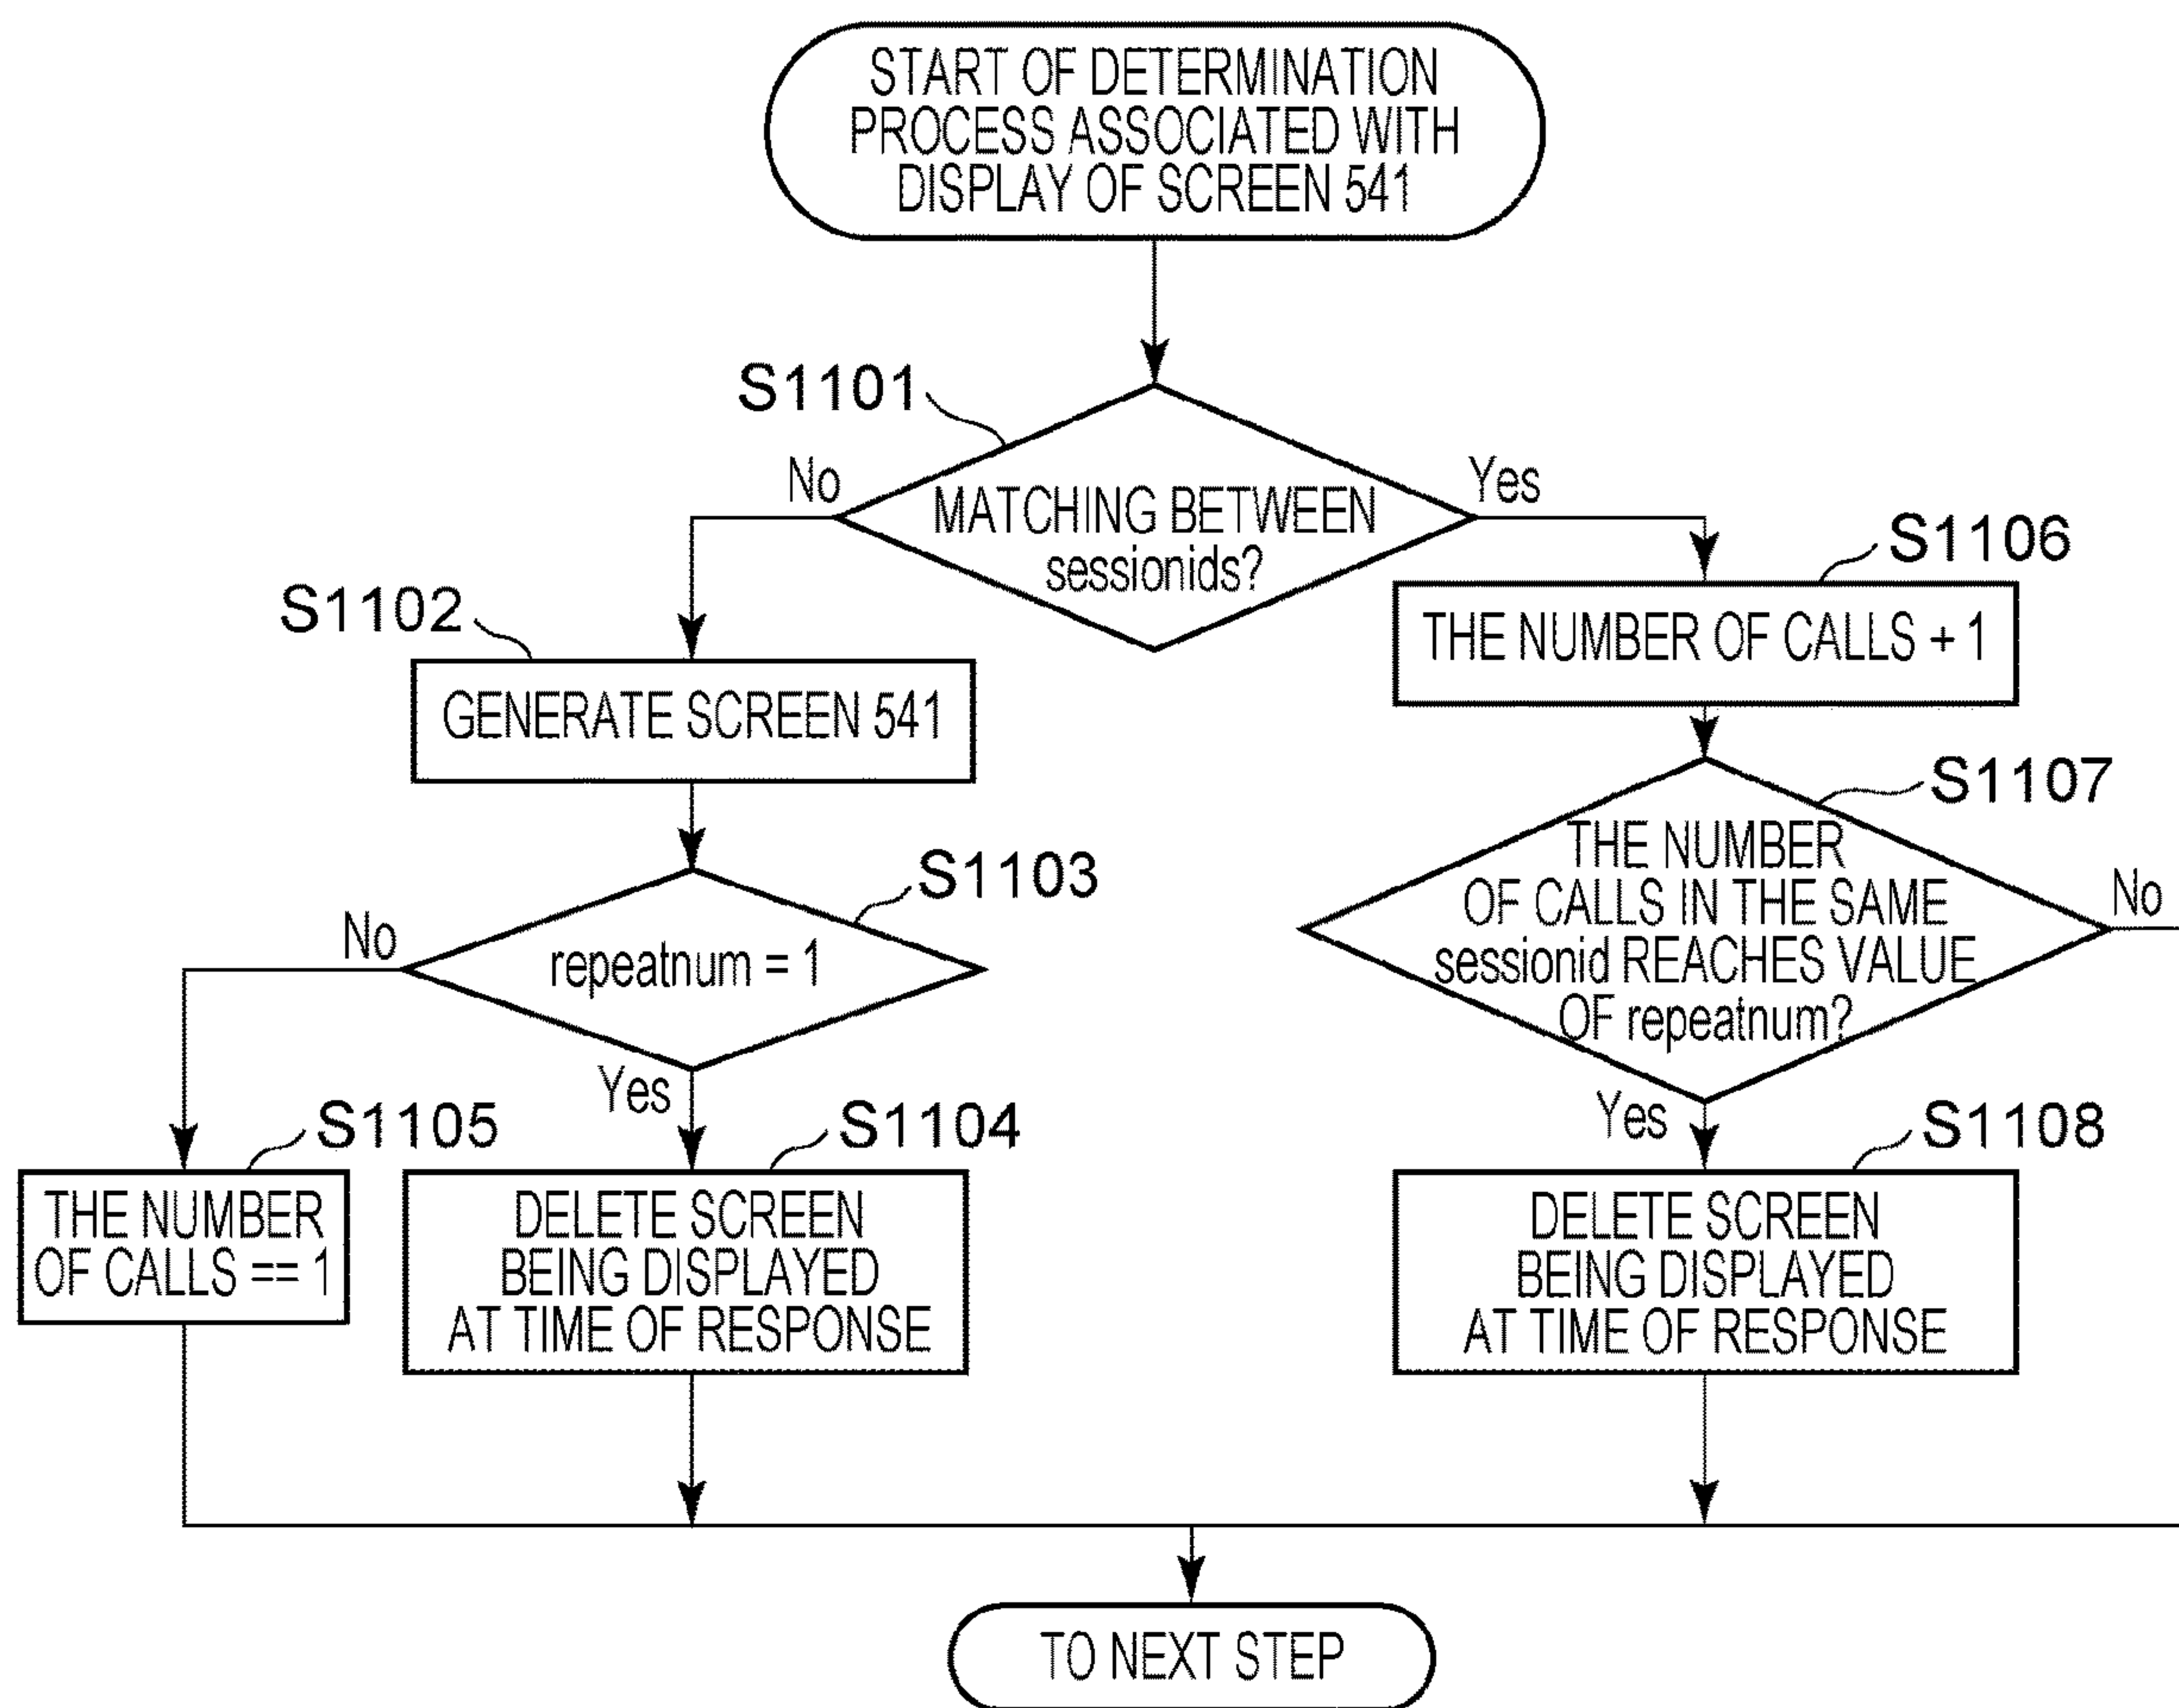 START OF DETERMINATION
PROCESS ASSOCIATED WITH
DISPLAY OF SCREEN 541
S1101
No
Yes
MATCHING BETWEEN
sessionids?
S1106
THE NUMBER OF CALLS + 1
S1102
GENERATE SCREEN 541
S1107
THE NUMBER
OF CALLS IN THE SAME
sessionid REACHES VALUE
OF repeatnum?
No
Yes
S1103
No
repeatnum = 1
Yes
S1105
THE NUMBER
OF CALLS == 1
S1104
DELETE SCREEN
BEING DISPLAYED
AT TIME OF RESPONSE
S1108
DELETE SCREEN
BEING DISPLAYED
AT TIME OF RESPONSE
TO NEXT STEP